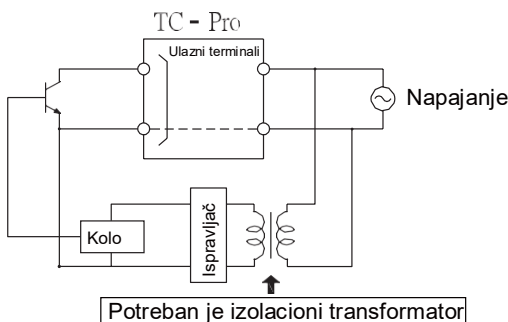 TC - Pro
Ulazni terminali
Napajanje
Kolo
Ispravljač
Potreban je izolacioni transformator